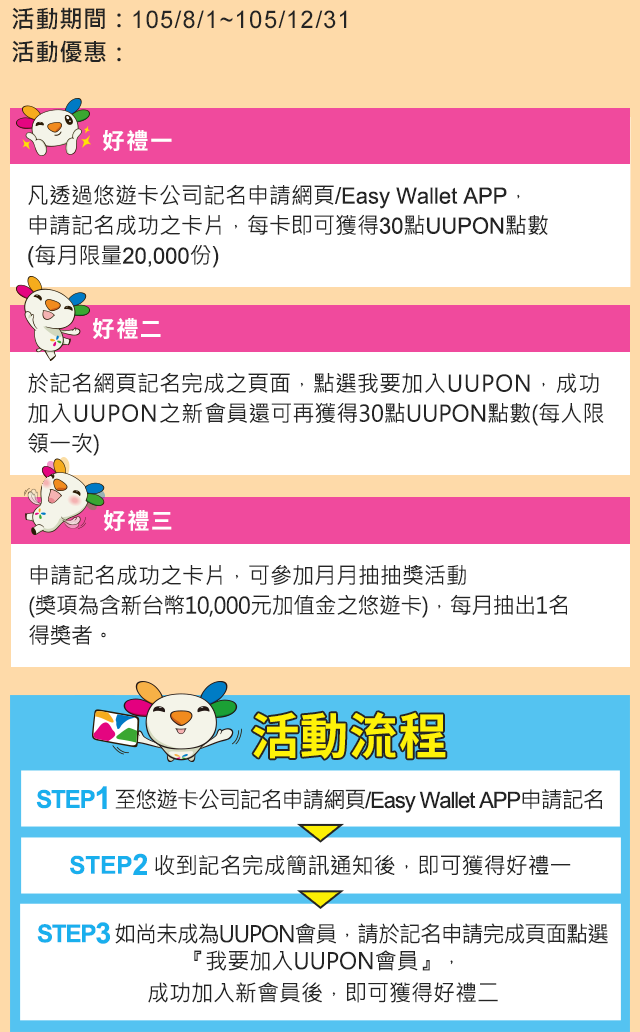 活動期間：105/8/1~105/12/31
活動優惠：
好禮一
凡透過悠遊卡公司記名申請網頁/Easy Wallet APP，
申請記名成功之卡片，每卡即可獲得30點UUPON點數
(每月限量20,000份)
好禮二
於記名網頁記名完成之頁面，點選我要加入UUPON，成功
加入UUPON之新會員還可再獲得30點UUPON點數(每人限
領一次)
好禮三
申請記名成功之卡片，可參加月月抽抽獎活動
(獎項為含新台幣10,000元加值金之悠遊卡)，每月抽出1名
得獎者。
活動流程
STEP1 至悠遊卡公司記名申請網頁/Easy Wallet APP申請記名
STEP2 收到記名完成簡訊通知後，即可獲得好禮一
STEP3 如尚未成為UUPON會員，請於記名申請完成頁面點選
『我要加入UUPON會員』，
成功加入新會員後，即可獲得好禮二